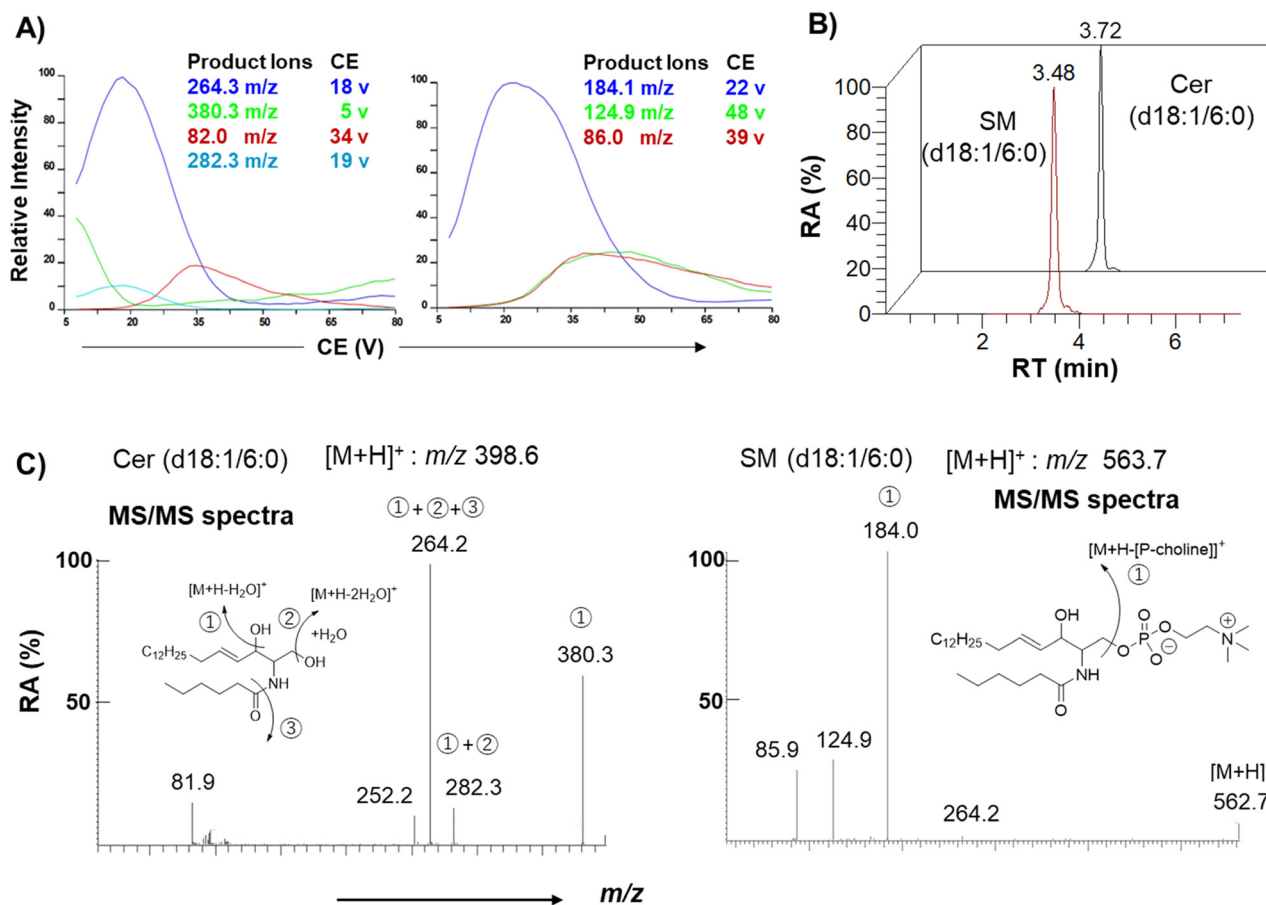 A)
Product Ions CE
264.3 m/z 18 v
380.3 m/z 5 v
82.0 m/z 34 v
282.3 m/z 19 v
Relative Intensity
100
80
60
40
20
0
5 20 35 50 65 80
Product Ions CE
184.1 m/z 22 v
124.9 m/z 48 v
86.0 m/z 39 v
100
80
60
40
20
0
5 20 35 50 65 80
CE (V)
B)
3.72
3.48
Cer
(d18:1/6:0)
SM
(d18:1/6:0)
RA (%)
100
80
60
40
20
0
2 4 6
RT (min)
C)
Cer (d18:1/6:0) [M+H]+ : m/z 398.6
MS/MS spectra
①+②+③
264.2
①
380.3
[M+H-H2O]+
[M+H-2H2O]+
① ②
+H2O
OH
C12H25
OH
NH
O
③
①+②
282.3
252.2
81.9
100
50
RA (%)
SM (d18:1/6:0) [M+H]+ : m/z 563.7
MS/MS spectra
①
184.0
[M+H-[P-choline]]+
①
OH
O
C12H25
O
P
O
N
+
O
−
NH
O
85.9
124.9
264.2
[M+H]
562.7
100
50
RA (%)
m/z